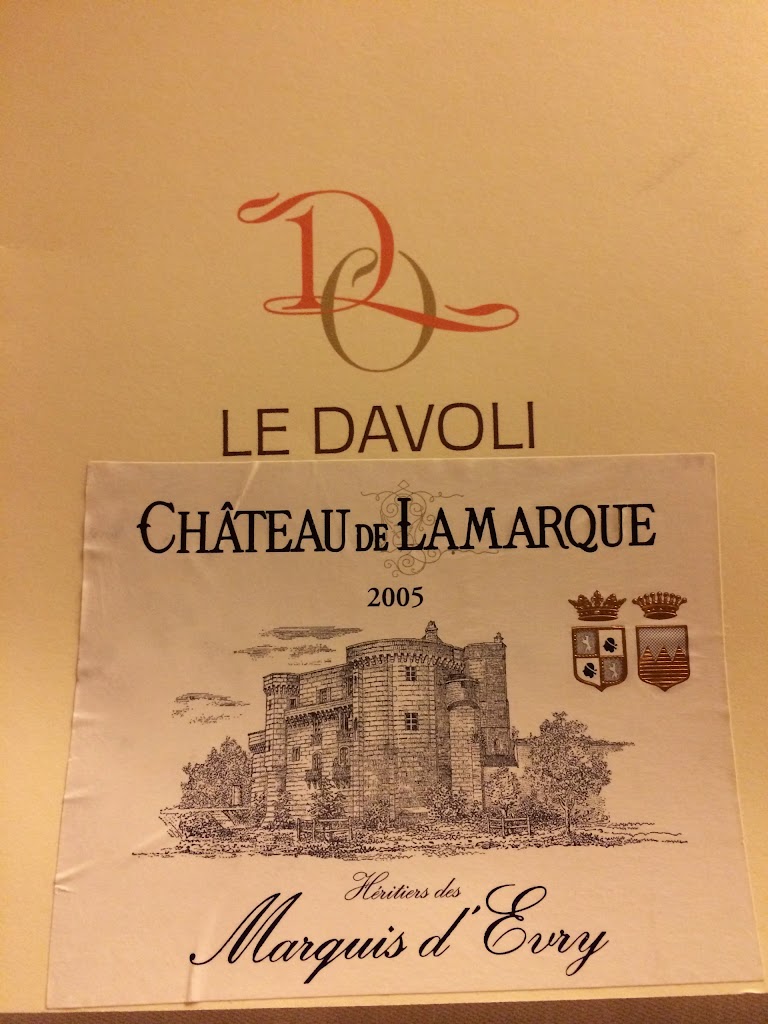 DO
LE DAVOLI
CHÂTEAU DE LAMARQUE
2005
Héritiers des
Marquis d'Evry